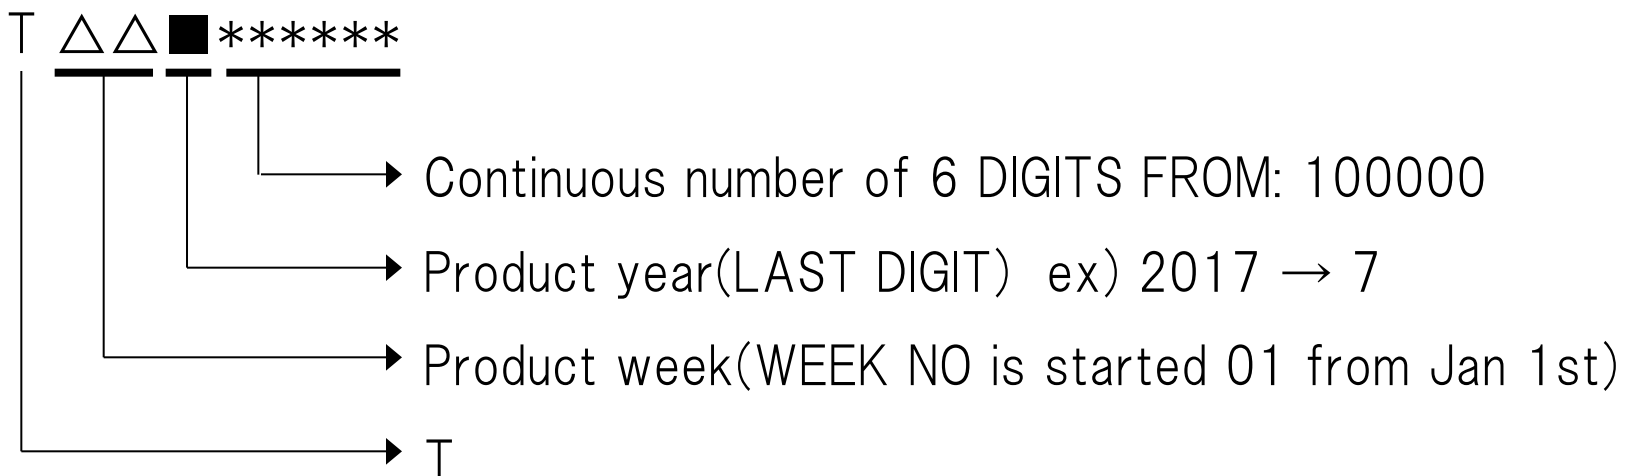 T △△■******
Continuous number of 6 DIGITS FROM: 100000
Product year(LAST DIGIT) ex) 2017 → 7
Product week(WEEK NO is started 01 from Jan 1st)
T